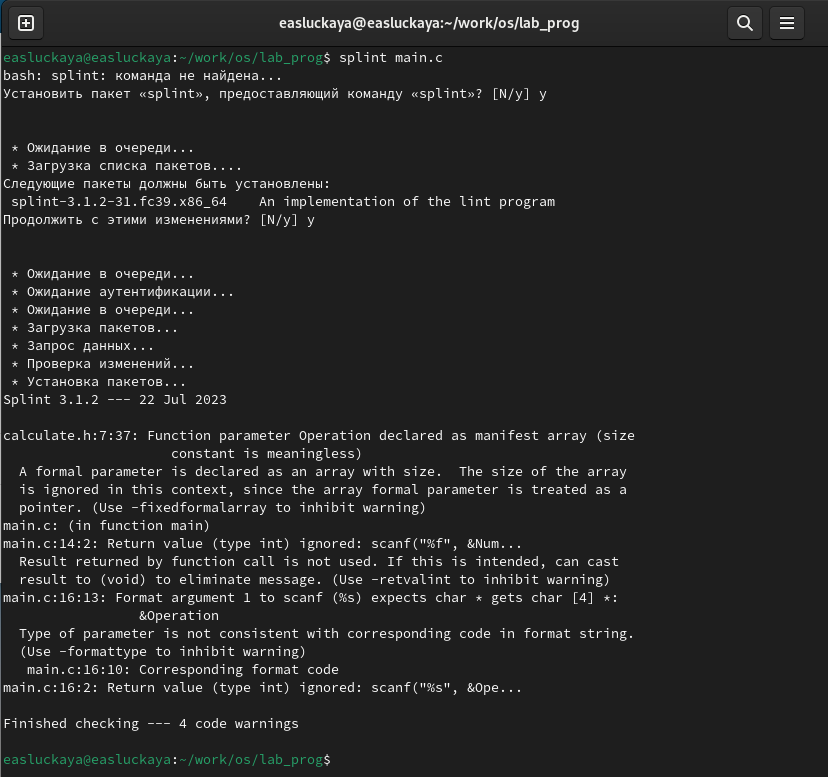 easluckaya@easluckaya:~/work/os/lab_prog
easluckaya@easluckaya:~/work/os/lab_prog$ splint main.c
bash: splint: команда не найдена...
Установить пакет «splint», предоставляющий команду «splint»? [N/y] y
* Ожидание в очереди...
* Загрузка списка пакетов....
Следующие пакеты должны быть установлены:
splint-3.1.2-31.fc39.x86_64    An implementation of the lint program
Продолжить с этими изменениями? [N/y] y
* Ожидание в очереди...
* Ожидание аутентификации...
* Ожидание в очереди...
* Загрузка пакетов...
* Запрос данных...
* Проверка изменений...
* Установка пакетов...
Splint 3.1.2 --- 22 Jul 2023
calculate.h:7:37: Function parameter Operation declared as manifest array (size
constant is meaningless)
A formal parameter is declared as an array with size.  The size of the array
is ignored in this context, since the array formal parameter is treated as a
pointer. (Use -fixedformalarray to inhibit warning)
main.c: (in function main)
main.c:14:2: Return value (type int) ignored: scanf("%f", &Num...
Result returned by function call is not used. If this is intended, can cast
result to (void) to eliminate message. (Use -retvalint to inhibit warning)
main.c:16:13: Format argument 1 to scanf (%s) expects char * gets char [4] *:
&Operation
Type of parameter is not consistent with corresponding code in format string.
(Use -formattype to inhibit warning)
main.c:16:10: Corresponding format code
main.c:16:2: Return value (type int) ignored: scanf("%s", &Ope...
Finished checking --- 4 code warnings
easluckaya@easluckaya:~/work/os/lab_prog$